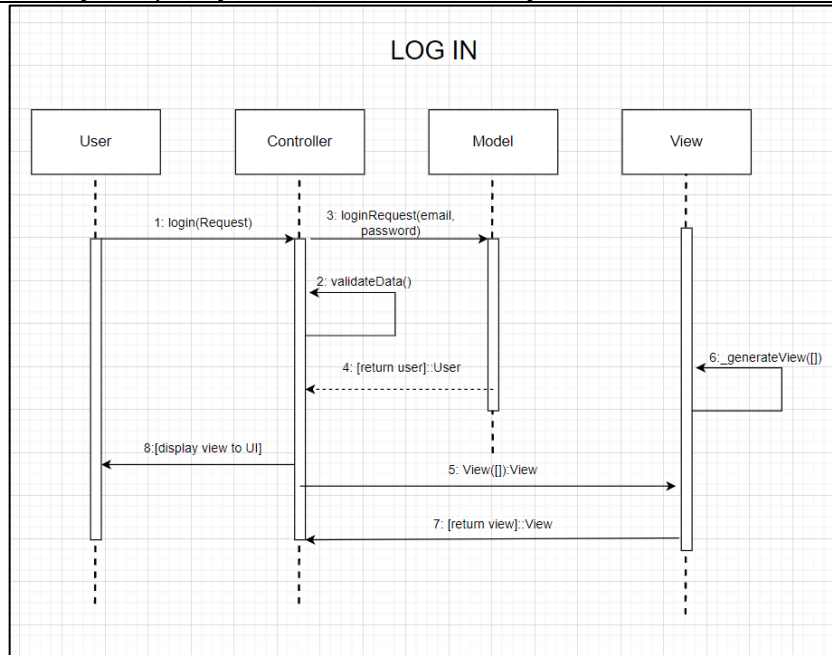 LOG IN
User
Controller
Model
View
1: login(Request)
3: loginRequest(email,
password)
2: validateData()
4: [return user]::User
6:_generateView([])
8:[display view to UI]
5: View([]):View
7: [return view]::View